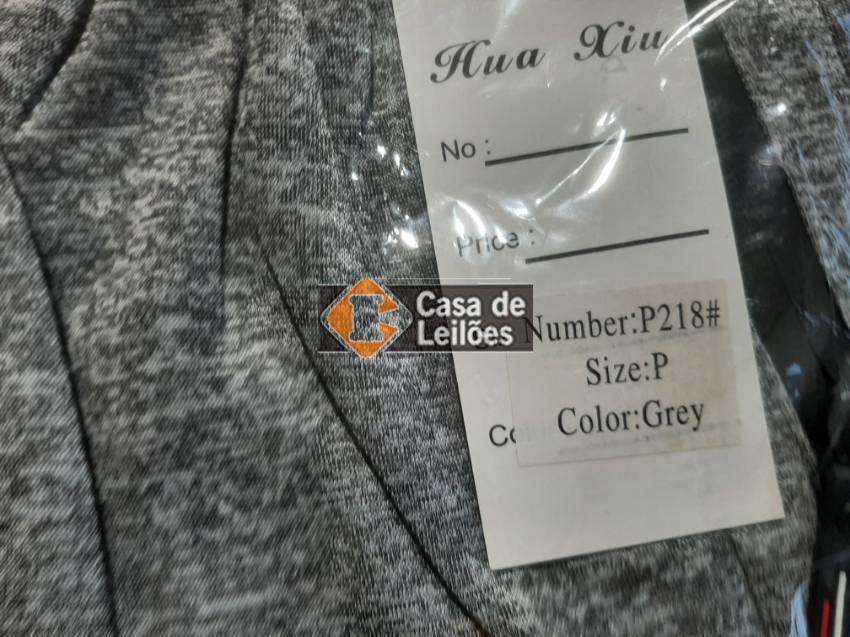 Hua Xiu
No :
Price :
Casa de
Leilões
Number:P218#
Size:P
Color:Grey